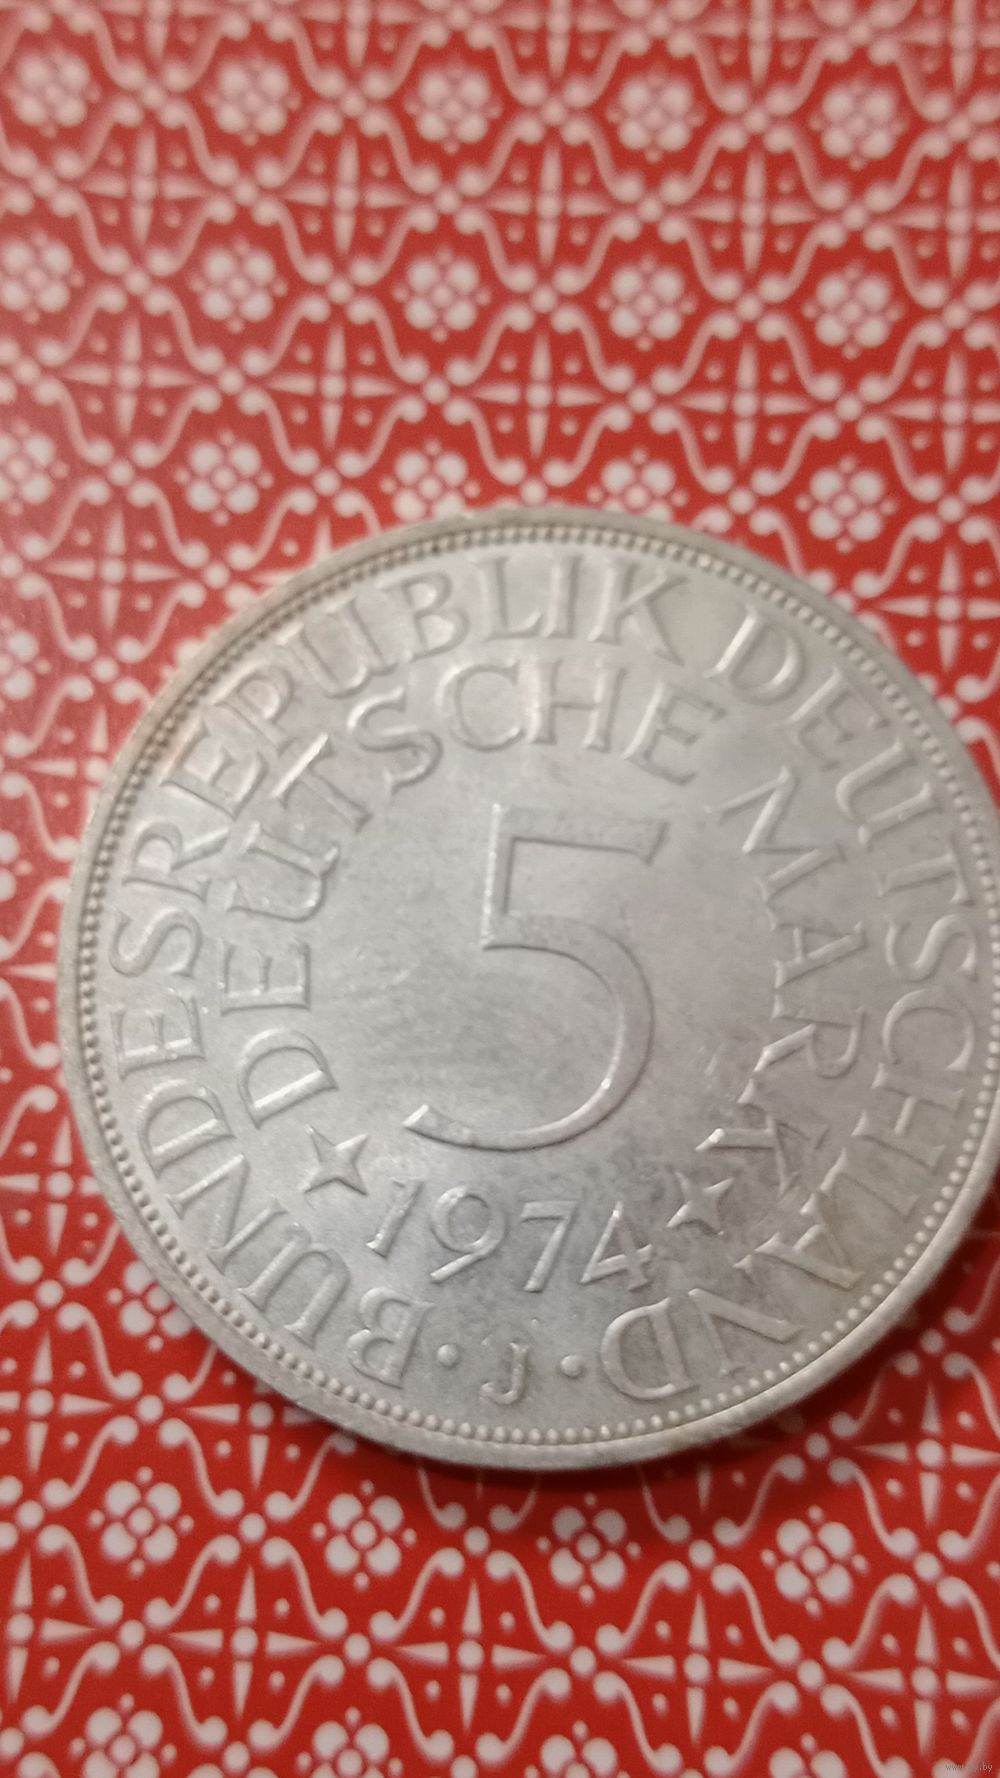 BUNDESREPUBLIK DEUTSCHLAND
DEUTSCHE MARK
5
1974
· J ·